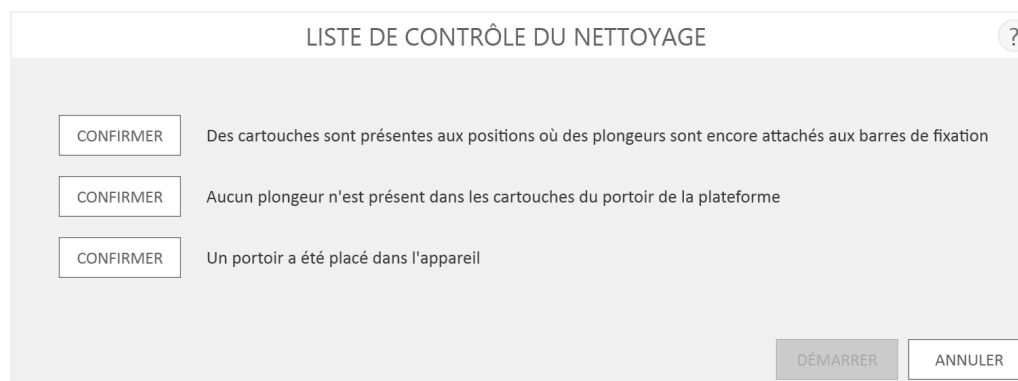 LISTE DE CONTRÔLE DU NETTOYAGE
?
CONFIRMER Des cartouches sont présentes aux positions où des plongeurs sont encore attachés aux barres de fixation
CONFIRMER Aucun plongeur n'est présent dans les cartouches du portoir de la plateforme
CONFIRMER Un portoir a été placé dans l'appareil
DÉMARRER ANNULER